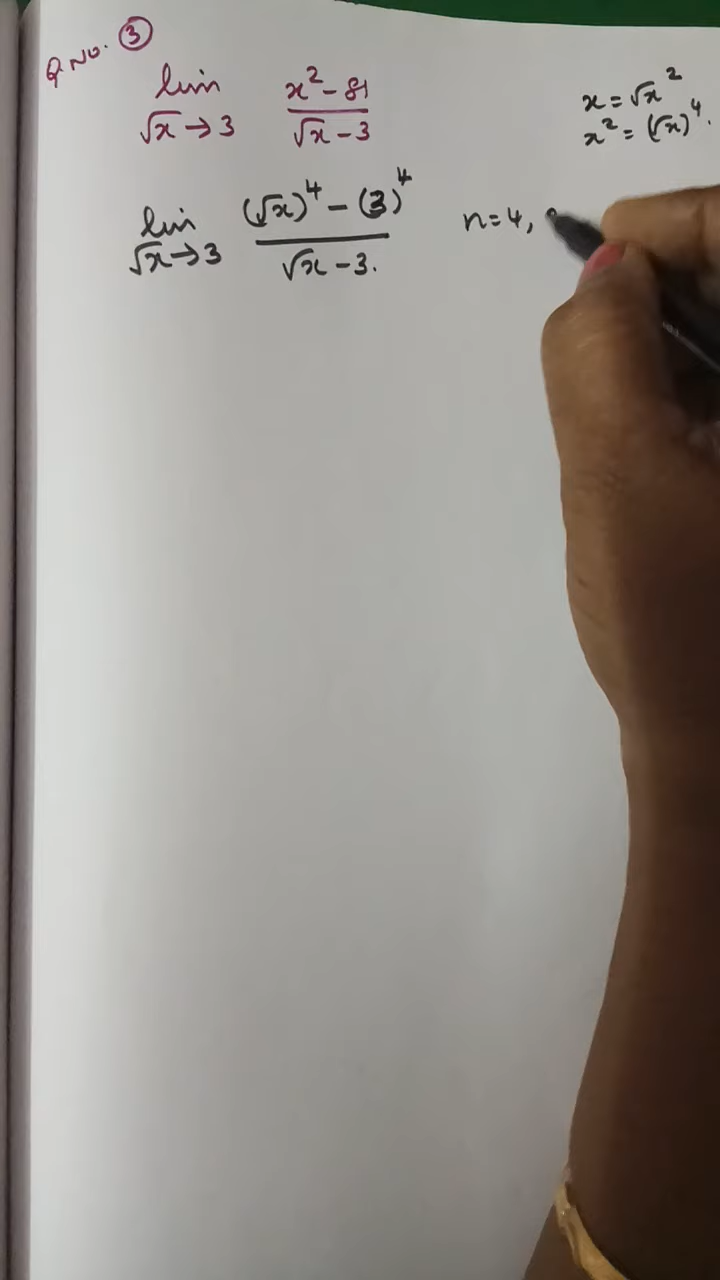 Q.No. ③
lim √x→3 x²-81 / √x-3
x = √x²
x² = (√x)⁴.
lim √x→3 (√x)⁴-(3)⁴ / √x-3.
n=4,